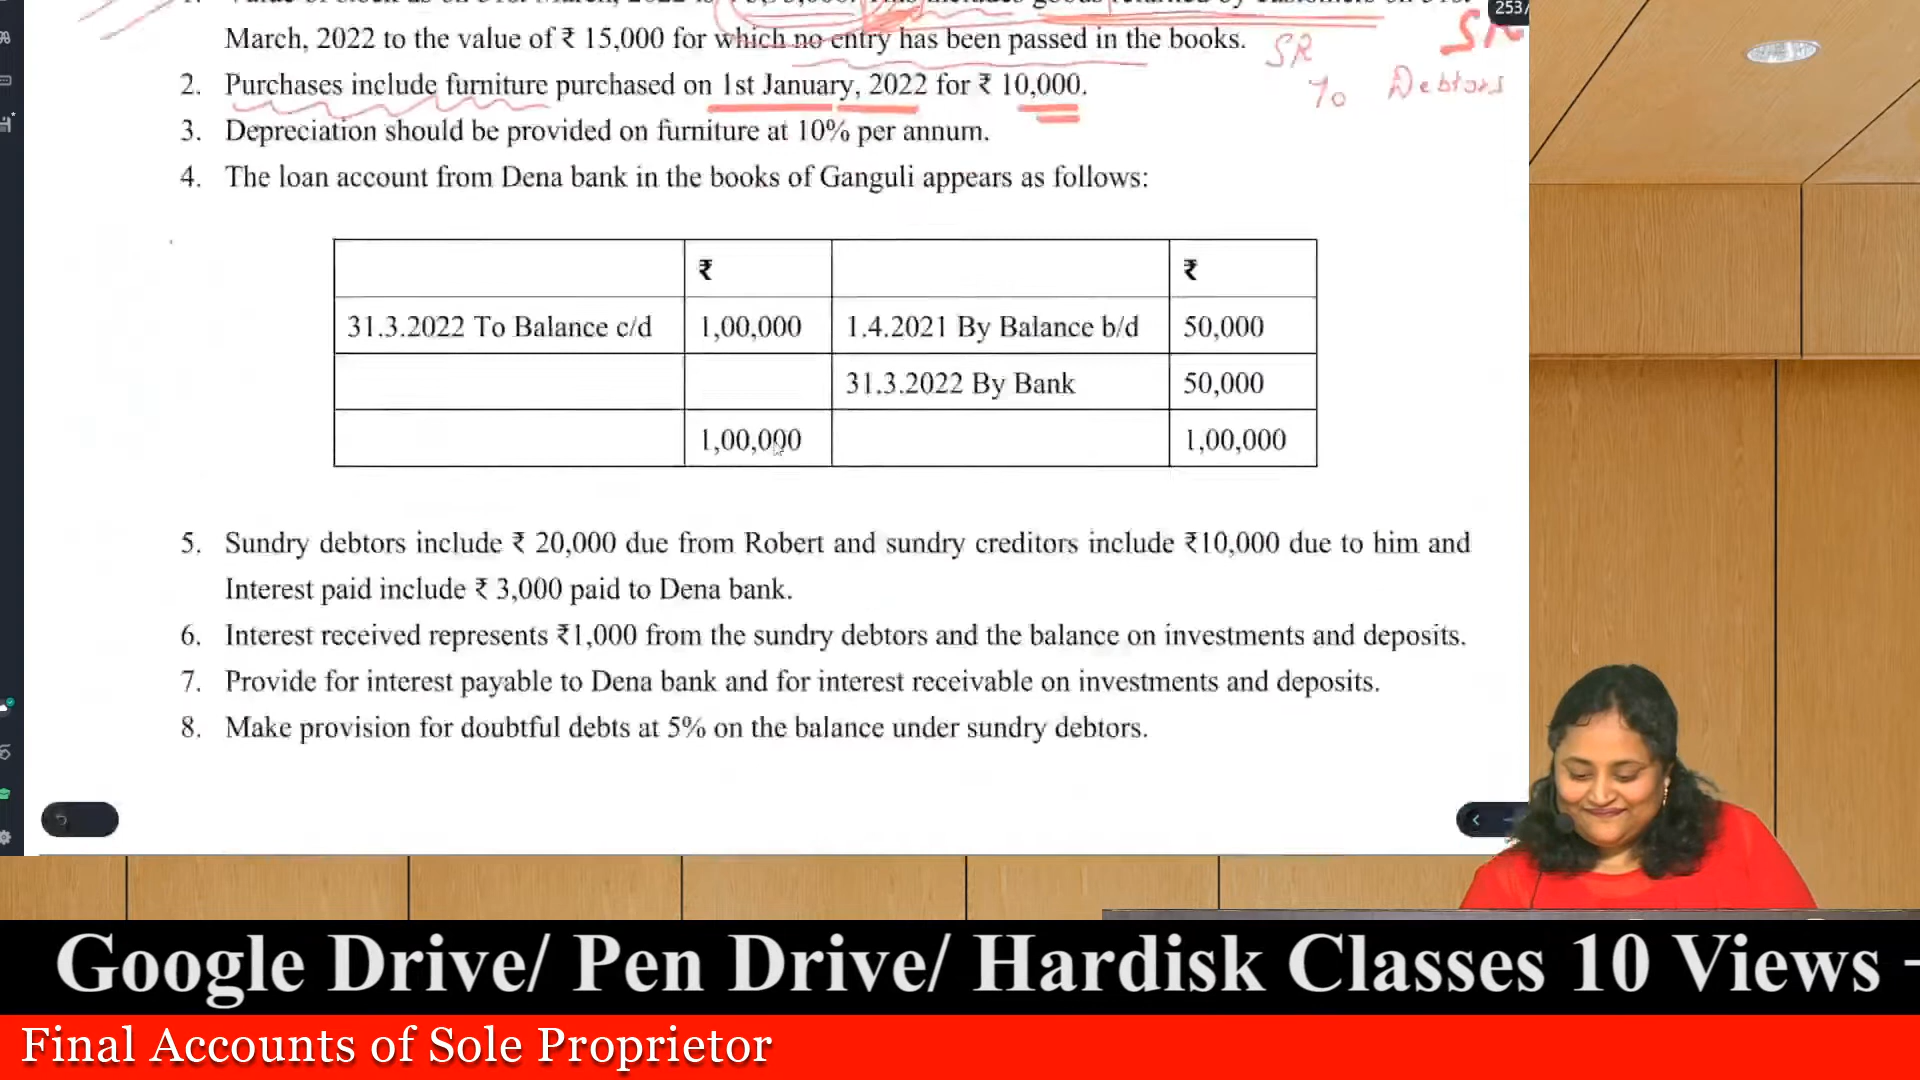 253/
March, 2022 to the value of ₹ 15,000 for which no entry has been passed in the books.
SR
SR
2. Purchases include furniture purchased on 1st January, 2022 for ₹ 10,000.
To Debtors
3. Depreciation should be provided on furniture at 10% per annum.
4. The loan account from Dena bank in the books of Ganguli appears as follows:
₹ ₹
31.3.2022 To Balance c/d 1,00,000 1.4.2021 By Balance b/d 50,000
31.3.2022 By Bank 50,000
1,00,000 1,00,000
5. Sundry debtors include ₹ 20,000 due from Robert and sundry creditors include ₹10,000 due to him and
Interest paid include ₹ 3,000 paid to Dena bank.
6. Interest received represents ₹1,000 from the sundry debtors and the balance on investments and deposits.
7. Provide for interest payable to Dena bank and for interest receivable on investments and deposits.
8. Make provision for doubtful debts at 5% on the balance under sundry debtors.
Google Drive/ Pen Drive/ Hardisk Classes 10 Views -
Final Accounts of Sole Proprietor